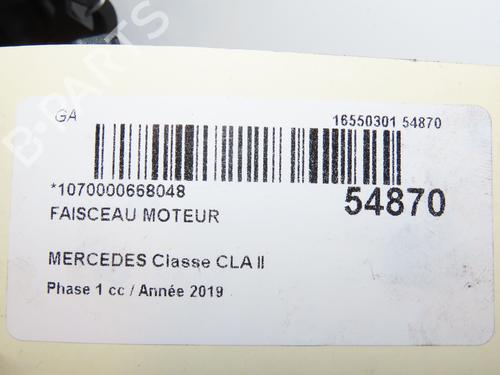 GA
16550301 54870
*1070000668048
54870
FAISCEAU MOTEUR
MERCEDES Classe CLA II
Phase 1 cc / Année 2019
B-PARTS